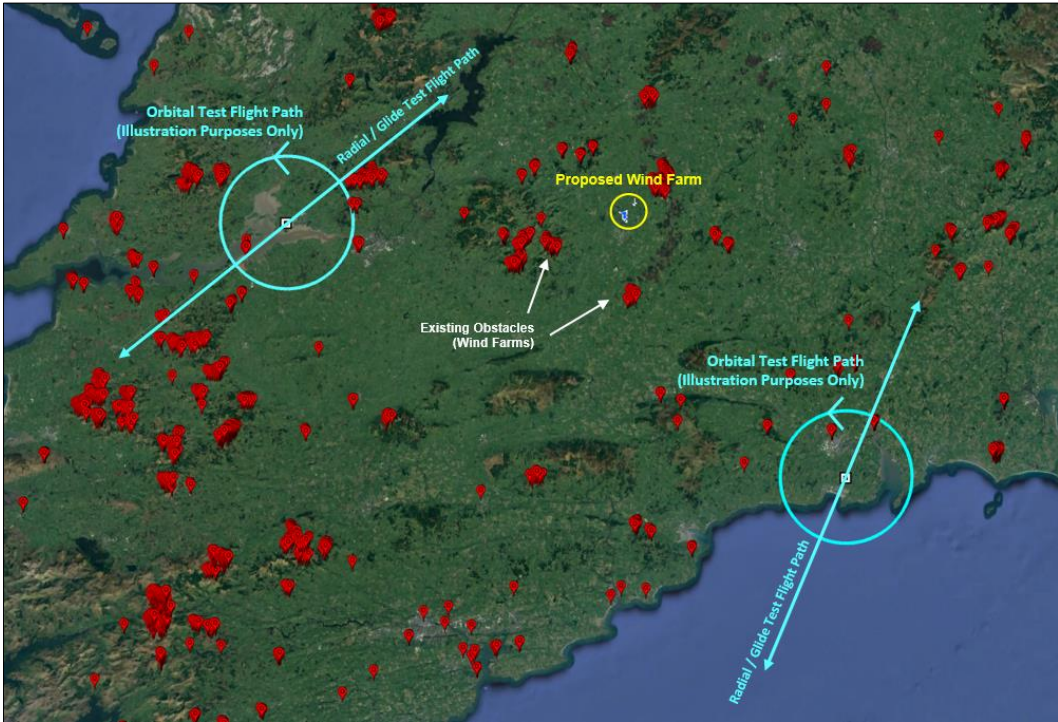 Orbital Test Flight Path
(Illustration Purposes Only)
Radial / Glide Test Flight Path
Proposed Wind Farm
Existing Obstacles
(Wind Farms)
Orbital Test Flight Path
(Illustration Purposes Only)
Radial / Glide Test Flight Path